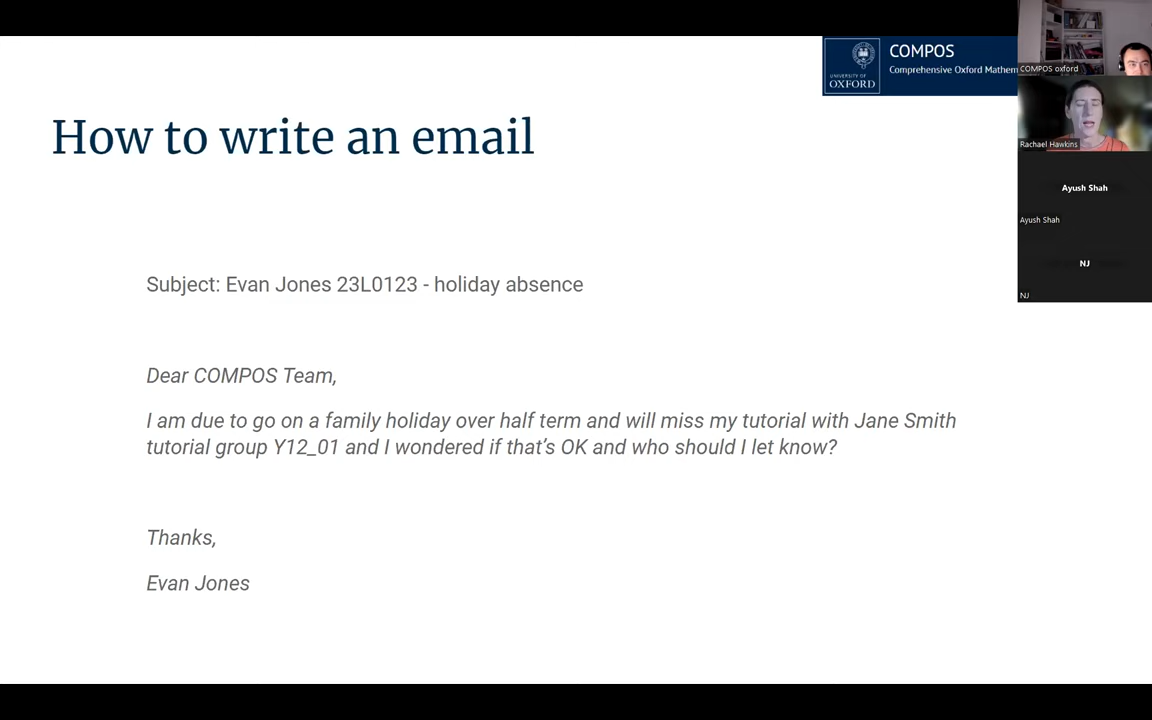 UNIVERSITY OF
OXFORD
COMPOS
Comprehensive Oxford Mathem
How to write an email
Subject: Evan Jones 23L0123 - holiday absence
Dear COMPOS Team,
I am due to go on a family holiday over half term and will miss my tutorial with Jane Smith
tutorial group Y12_01 and I wondered if that’s OK and who should I let know?
Thanks,
Evan Jones
COMPOS oxford
Rachael Hawkins
Ayush Shah
Ayush Shah
NJ
NJ